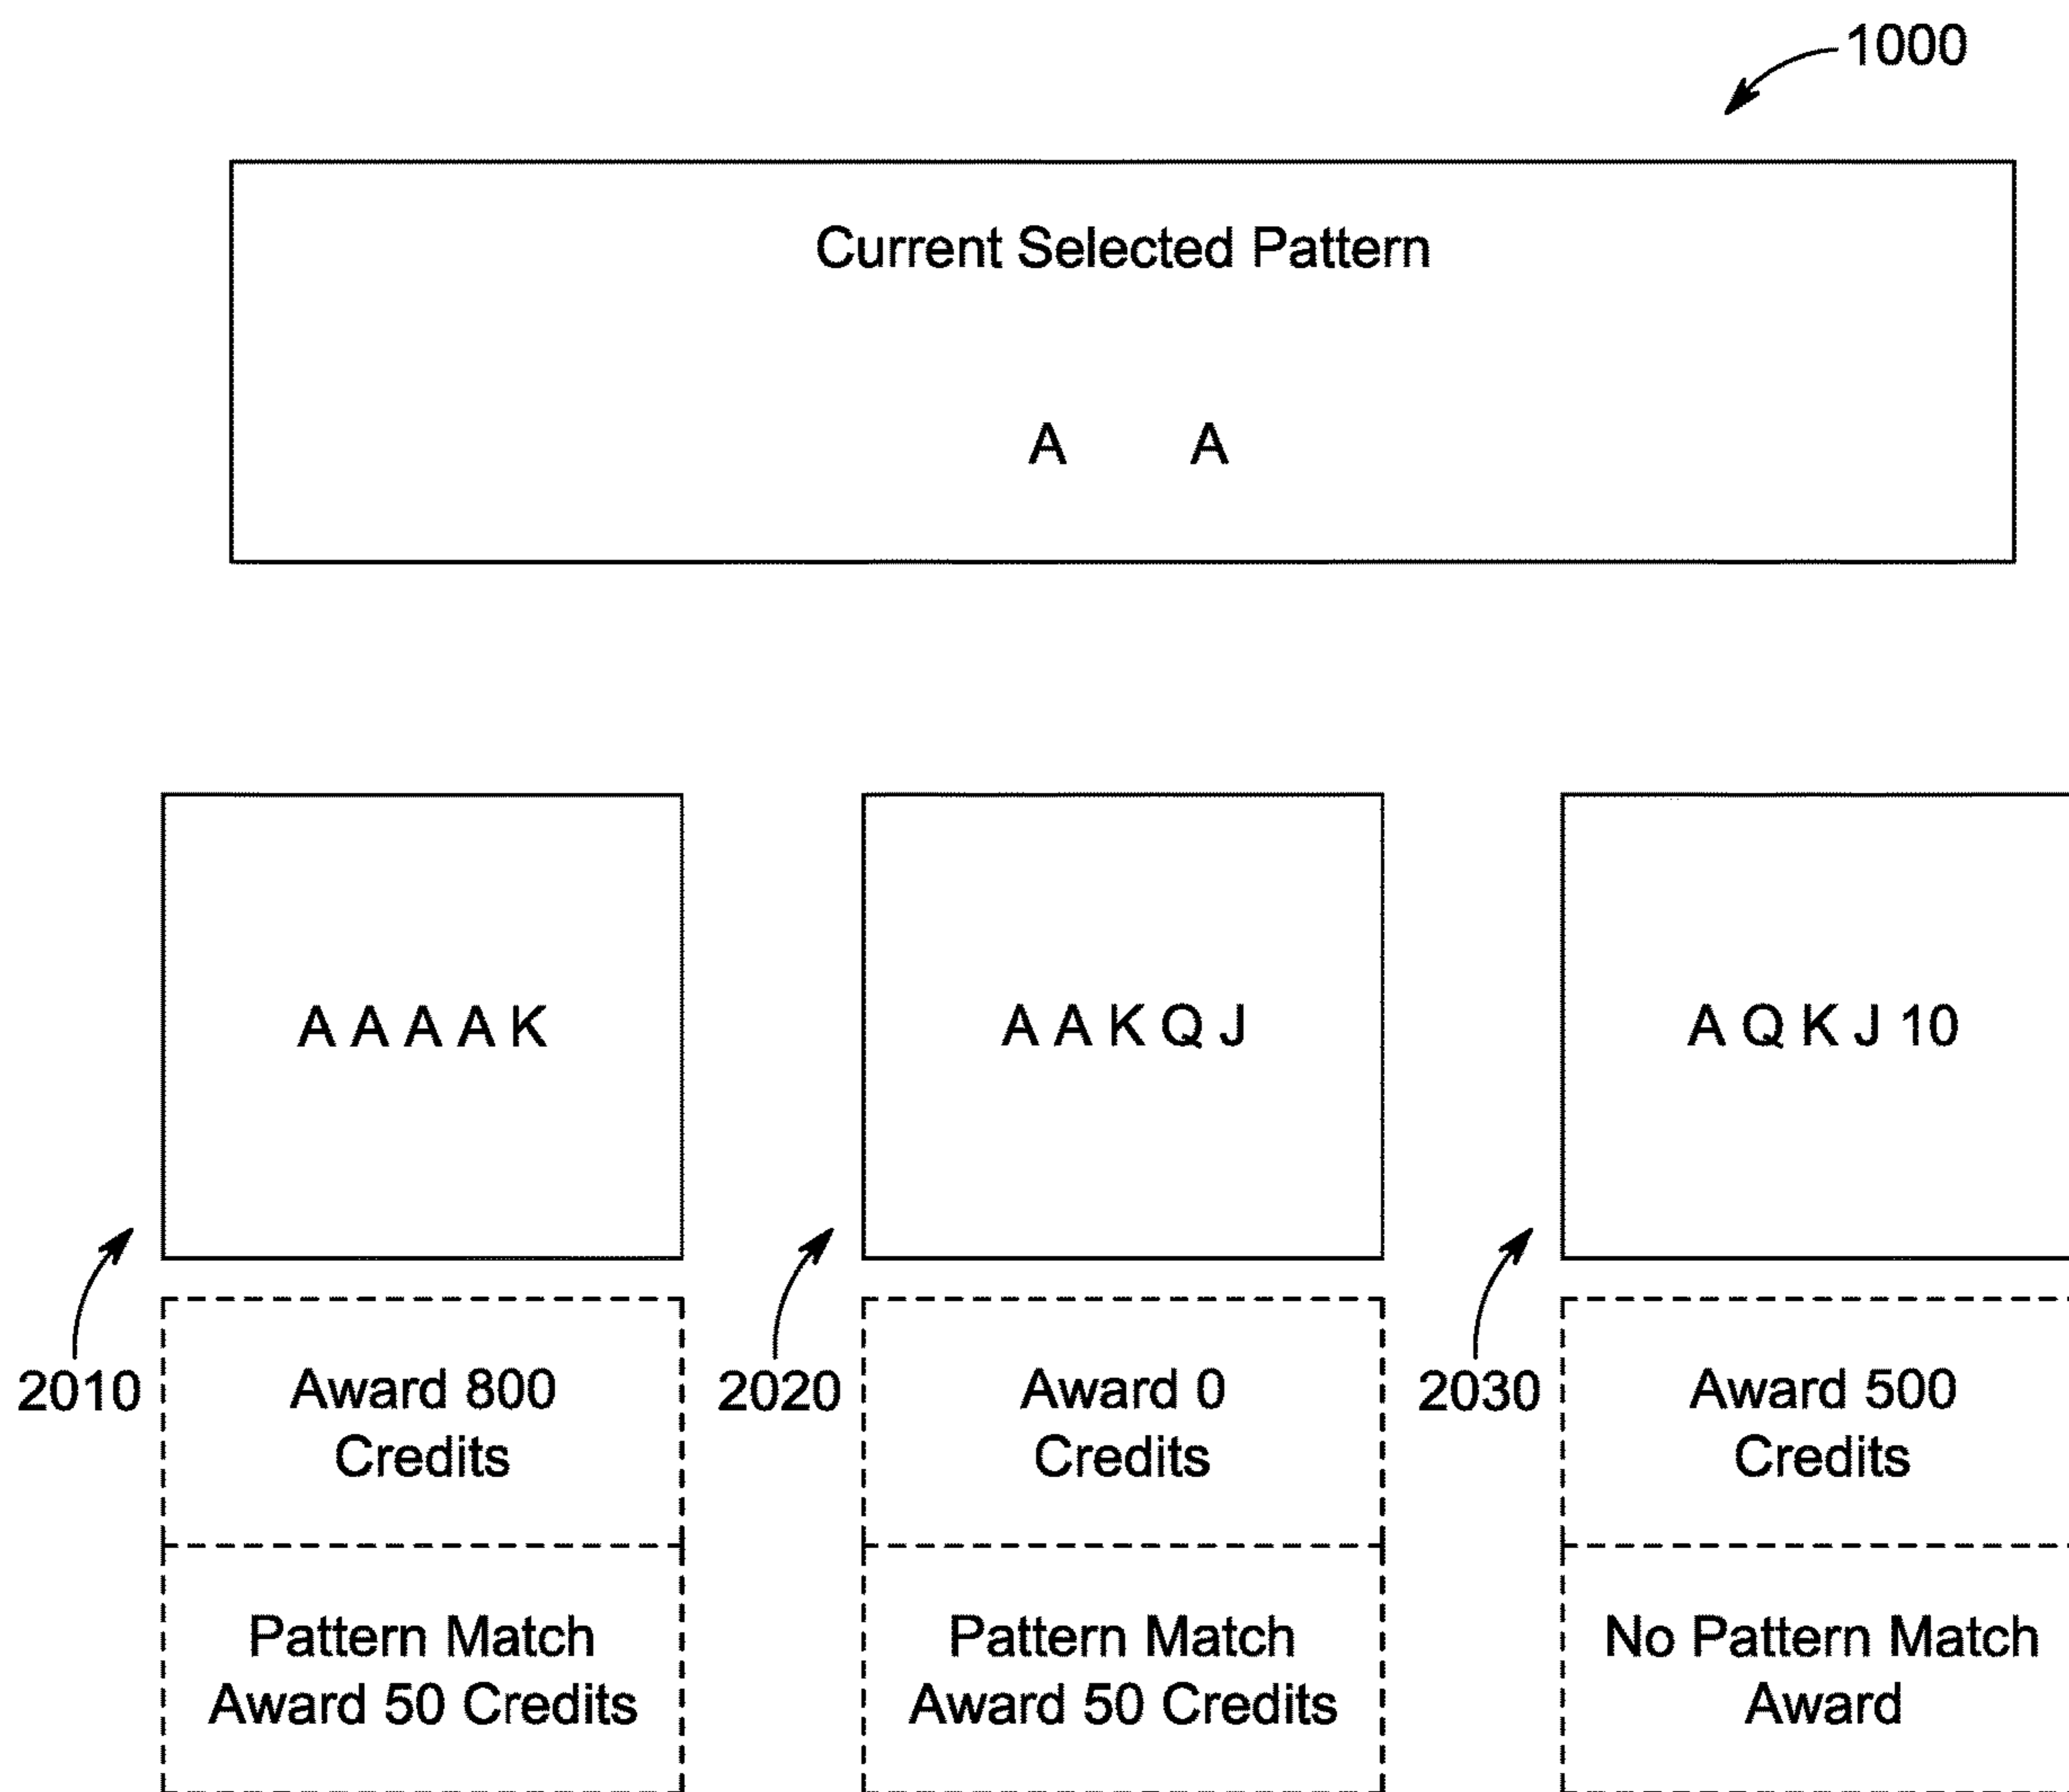 1000
Current Selected Pattern
A A
A A A A K
A A K Q J
A Q K J 10
2010
Award 800
Credits
2020
Award 0
Credits
2030
Award 500
Credits
Pattern Match
Award 50 Credits
Pattern Match
Award 50 Credits
No Pattern Match
Award